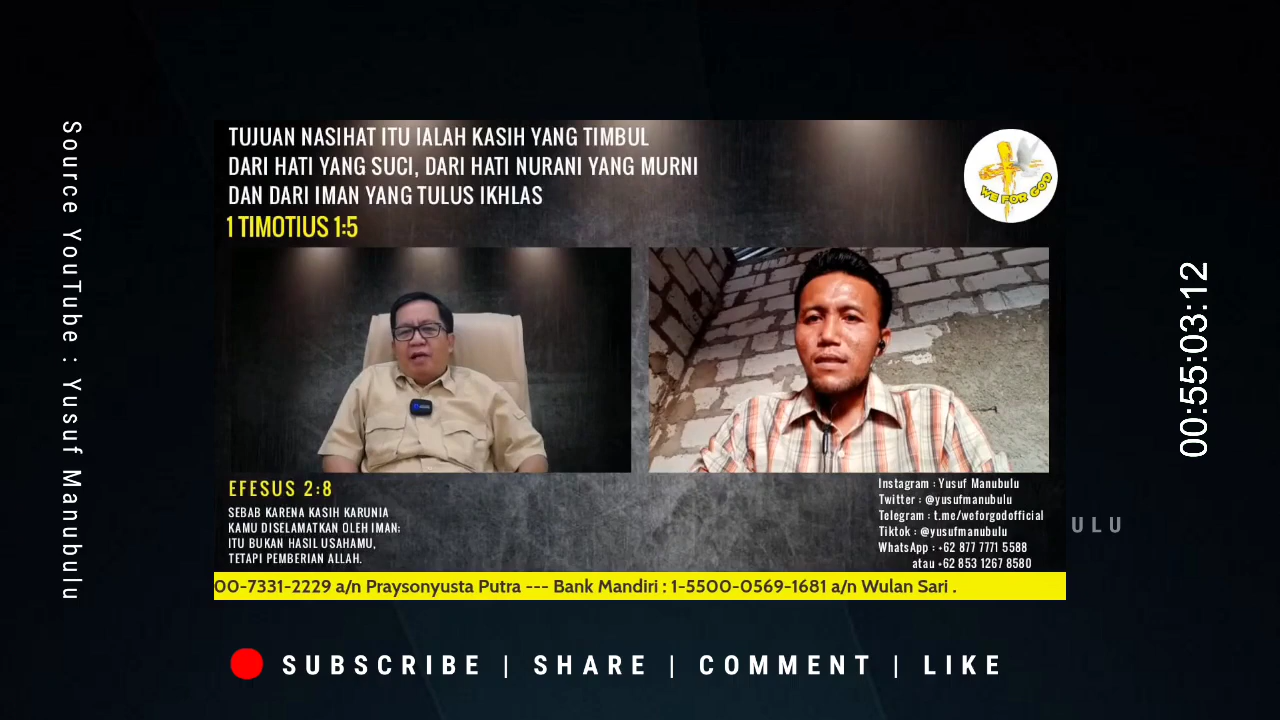 TUJUAN NASIHAT ITU IALAH KASIH YANG TIMBUL
DARI HATI YANG SUCI, DARI HATI NURANI YANG MURNI
DAN DARI IMAN YANG TULUS IKHLAS
1 TIMOTIUS 1:5
WE FOR GOD
Source YouTube : Yusuf Manubulu
00:55:03:12
EFESUS 2:8
SEBAB KARENA KASIH KARUNIA
KAMU DISELAMATKAN OLEH IMAN;
ITU BUKAN HASIL USAHAMU,
TETAPI PEMBERIAN ALLAH.
Instagram : Yusuf Manubulu
Twitter : @yusufmanubulu
Telegram : t.me/weforgodofficial
Tiktok : @yusufmanubulu
WhatsApp : +62 877 7771 5588
atau +62 853 1267 8580
ULU
00-7331-2229 a/n Praysonyusta Putra --- Bank Mandiri : 1-5500-0569-1681 a/n Wulan Sari .
SUBSCRIBE | SHARE | COMMENT | LIKE